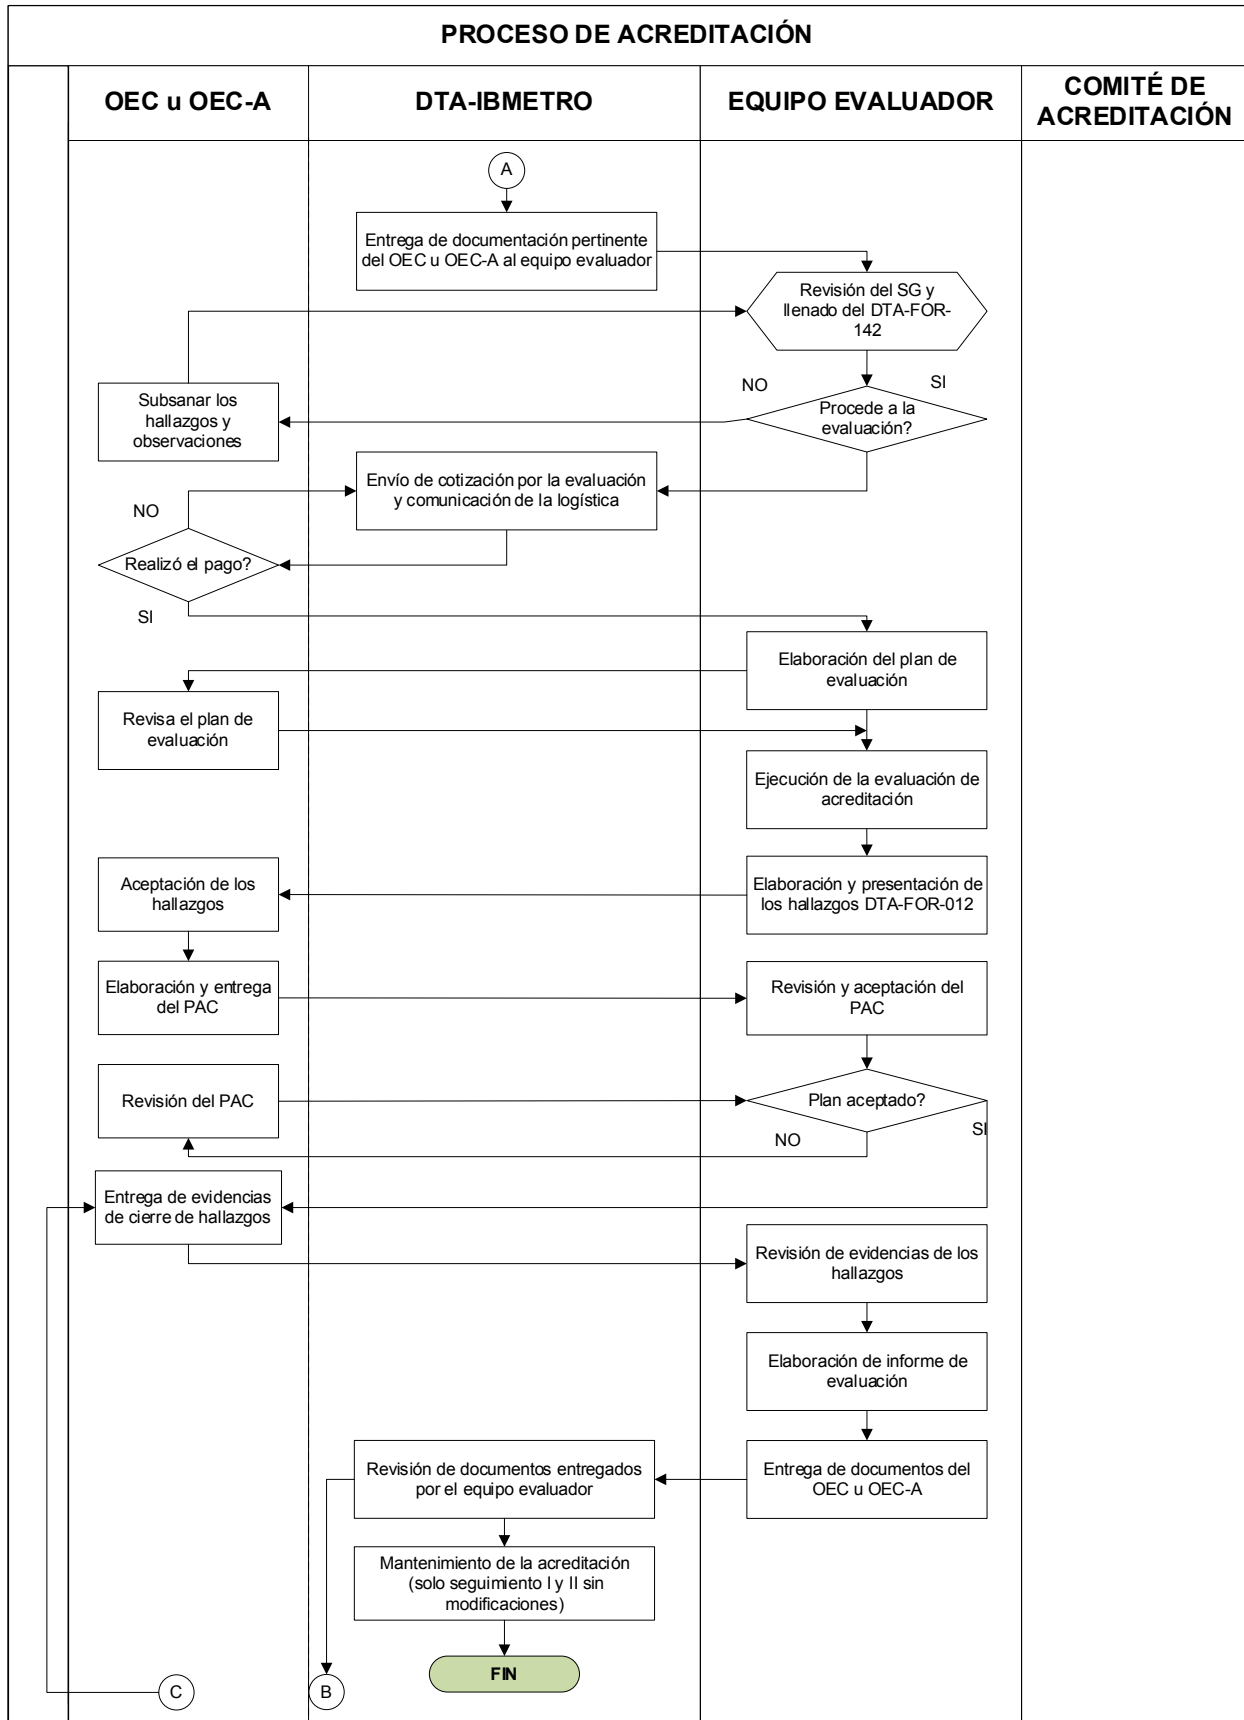 PROCESO DE ACREDITACIÓN
OEC u OEC-A
DTA-IBMETRO
EQUIPO EVALUADOR
COMITÉ DE
ACREDITACIÓN
A
Entrega de documentación pertinente
del OEC u OEC-A al equipo evaluador
Revisión del SG y
llenado del DTA-FOR-
142
NO
SI
Subsanar los
hallazgos y
observaciones
Procede a la
evaluación?
Envío de cotización por la evaluación
y comunicación de la logística
NO
Realizó el pago?
SI
Elaboración del plan de
evaluación
Revisa el plan de
evaluación
Ejecución de la evaluación de
acreditación
Aceptación de los
hallazgos
Elaboración y presentación de
los hallazgos DTA-FOR-012
Elaboración y entrega
del PAC
Revisión y aceptación del
PAC
Revisión del PAC
Plan aceptado?
NO
SI
Entrega de evidencias
de cierre de hallazgos
Revisión de evidencias de los
hallazgos
Elaboración de informe de
evaluación
Revisión de documentos entregados
por el equipo evaluador
Entrega de documentos del
OEC u OEC-A
Mantenimiento de la acreditación
(solo seguimiento I y II sin
modificaciones)
FIN
C
B